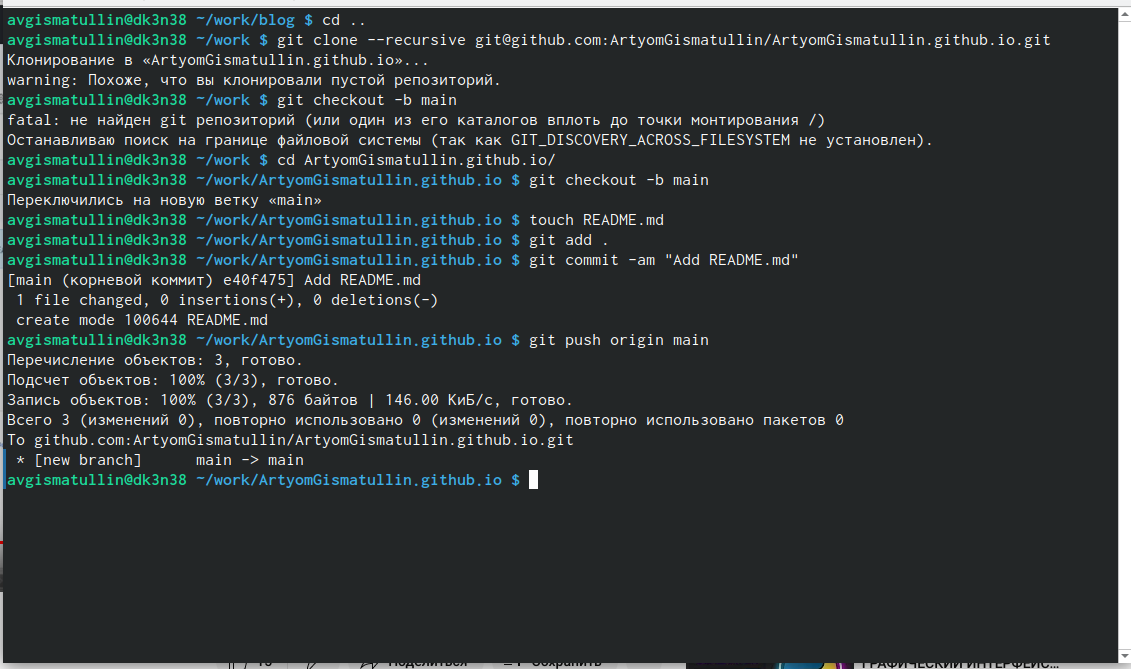 avgismatullin@dk3n38 ~/work/blog $ cd ..
avgismatullin@dk3n38 ~/work $ git clone --recursive git@github.com:ArtyomGismatullin/ArtyomGismatullin.github.io.git
Клонирование в «ArtyomGismatullin.github.io»...
warning: Похоже, что вы клонировали пустой репозиторий.
avgismatullin@dk3n38 ~/work $ git checkout -b main
fatal: не найден git репозиторий (или один из его каталогов вплоть до точки монтирования /)
Останавливаю поиск на границе файловой системы (так как GIT_DISCOVERY_ACROSS_FILESYSTEM не установлен).
avgismatullin@dk3n38 ~/work $ cd ArtyomGismatullin.github.io/
avgismatullin@dk3n38 ~/work/ArtyomGismatullin.github.io $ git checkout -b main
Переключились на новую ветку «main»
avgismatullin@dk3n38 ~/work/ArtyomGismatullin.github.io $ touch README.md
avgismatullin@dk3n38 ~/work/ArtyomGismatullin.github.io $ git add .
avgismatullin@dk3n38 ~/work/ArtyomGismatullin.github.io $ git commit -am "Add README.md"
[main (корневой коммит) e40f475] Add README.md
 1 file changed, 0 insertions(+), 0 deletions(-)
 create mode 100644 README.md
avgismatullin@dk3n38 ~/work/ArtyomGismatullin.github.io $ git push origin main
Перечисление объектов: 3, готово.
Подсчет объектов: 100% (3/3), готово.
Запись объектов: 100% (3/3), 876 байтов | 146.00 КиБ/с, готово.
Всего 3 (изменений 0), повторно использовано 0 (изменений 0), повторно использовано пакетов 0
To github.com:ArtyomGismatullin/ArtyomGismatullin.github.io.git
 * [new branch]      main -> main
avgismatullin@dk3n38 ~/work/ArtyomGismatullin.github.io $
Поделиться Сохранить ГРАФИЧЕСКИЙ ИНТЕРФЕЙС...